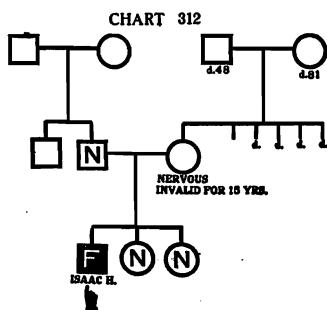 CHART 312
d.48 d.81
d. d. d. d.
N
NERVOUS
INVALID FOR 15 YRS.
F N N
ISAAC H.